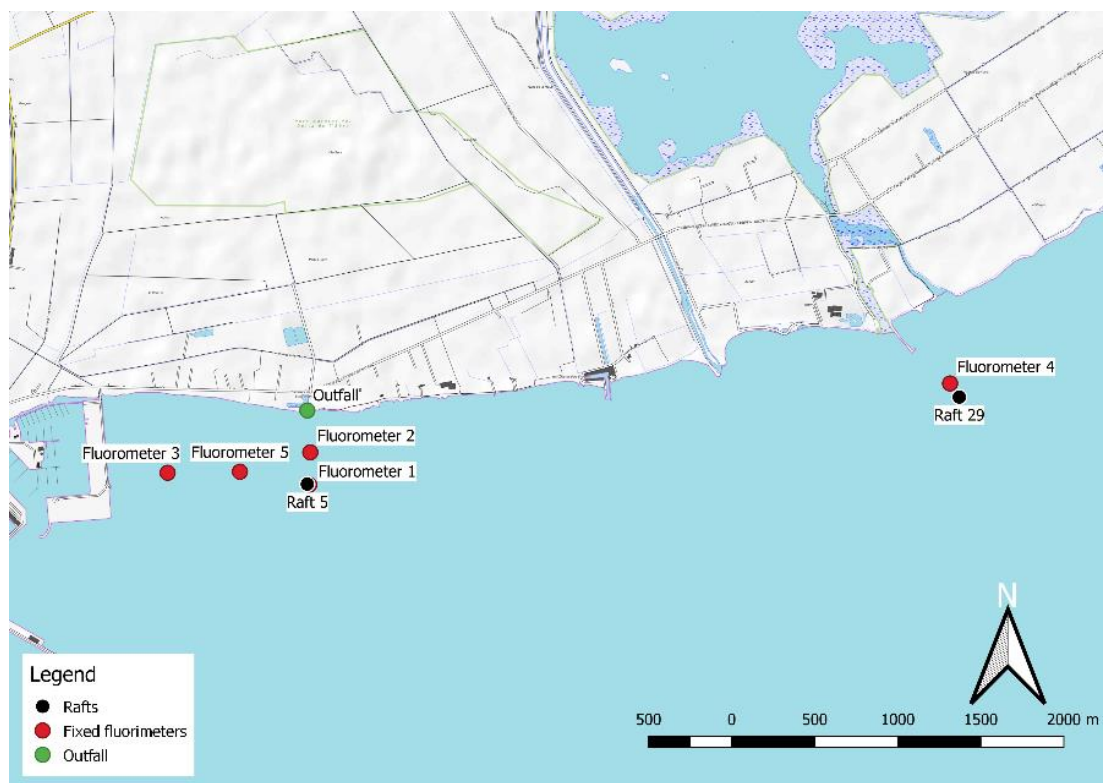 Outfall
Fluorometer 4
Raft 29
Fluorometer 2
Fluorometer 3
Fluorometer 5
Fluorometer 1
Raft 5
N
Legend
Rafts
Fixed fluorimeters
Outfall
500 0 500 1000 1500 2000 m